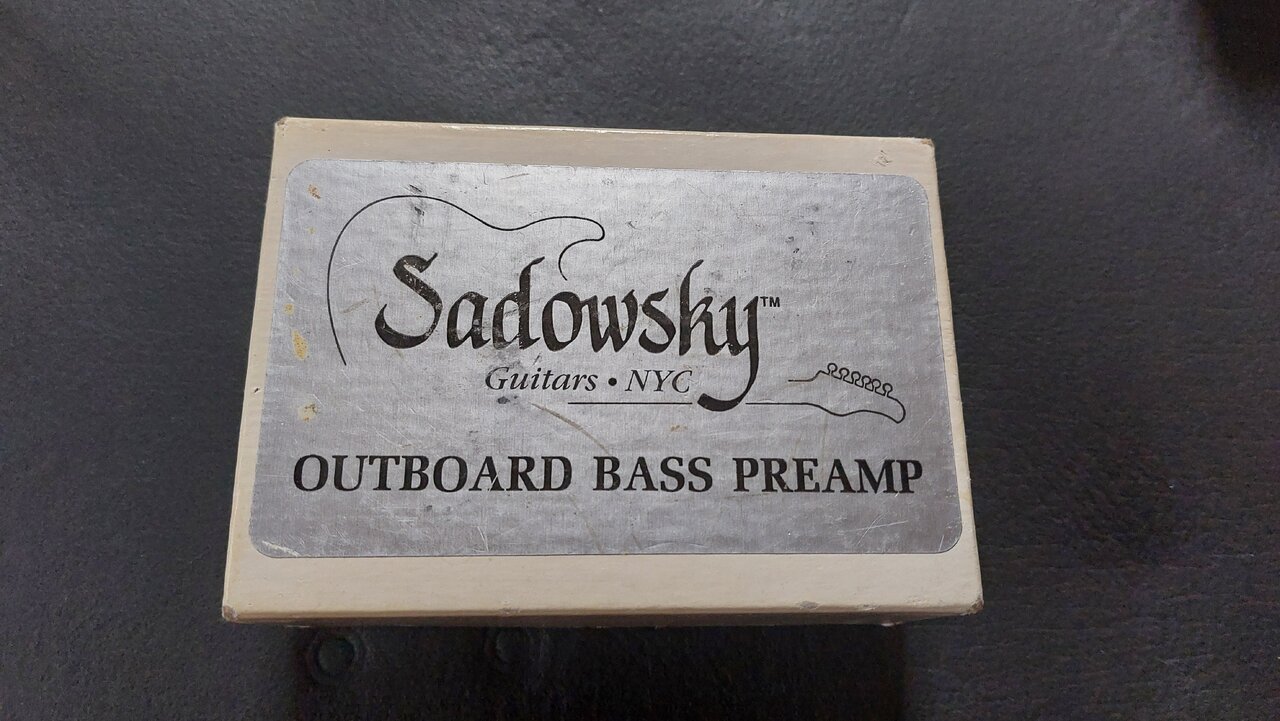 Sadowsky™
Guitars • NYC
OUTBOARD BASS PREAMP